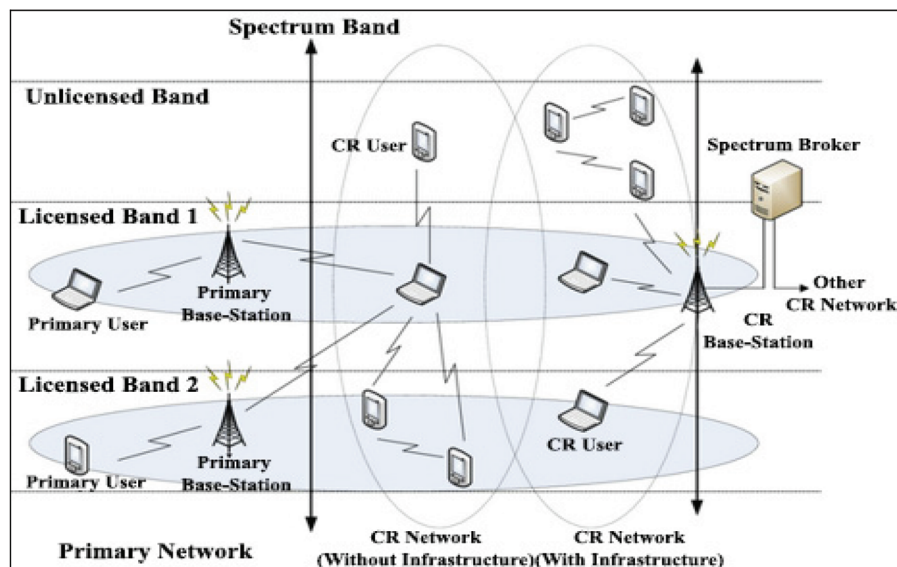 Spectrum Band
Unlicensed Band
CR User
Spectrum Broker
Licensed Band 1
Primary User
Primary
Base-Station
Other
CR Network
CR
Base-Station
Licensed Band 2
Primary User
Primary
Base-Station
CR User
Primary Network
CR Network
(Without Infrastructure)
CR Network
(With Infrastructure)